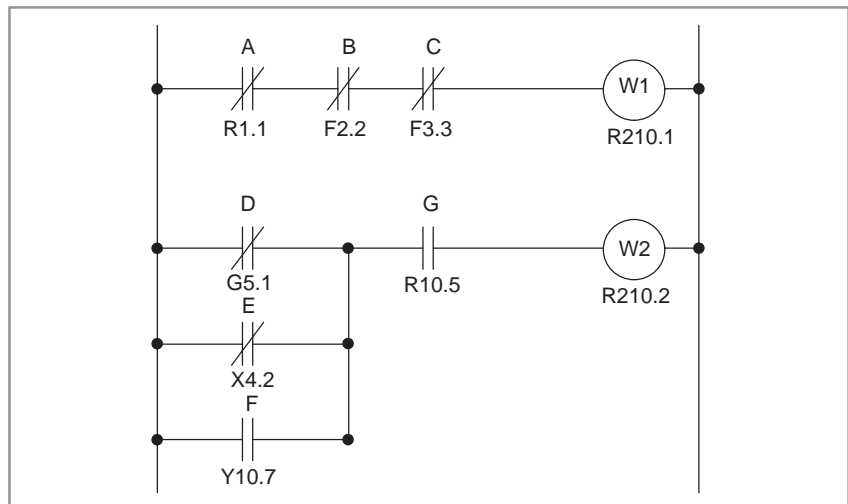 A B C
W1
R1.1 F2.2 F3.3
R210.1
D G
W2
G5.1 R10.5 R210.2
E
X4.2
F
Y10.7